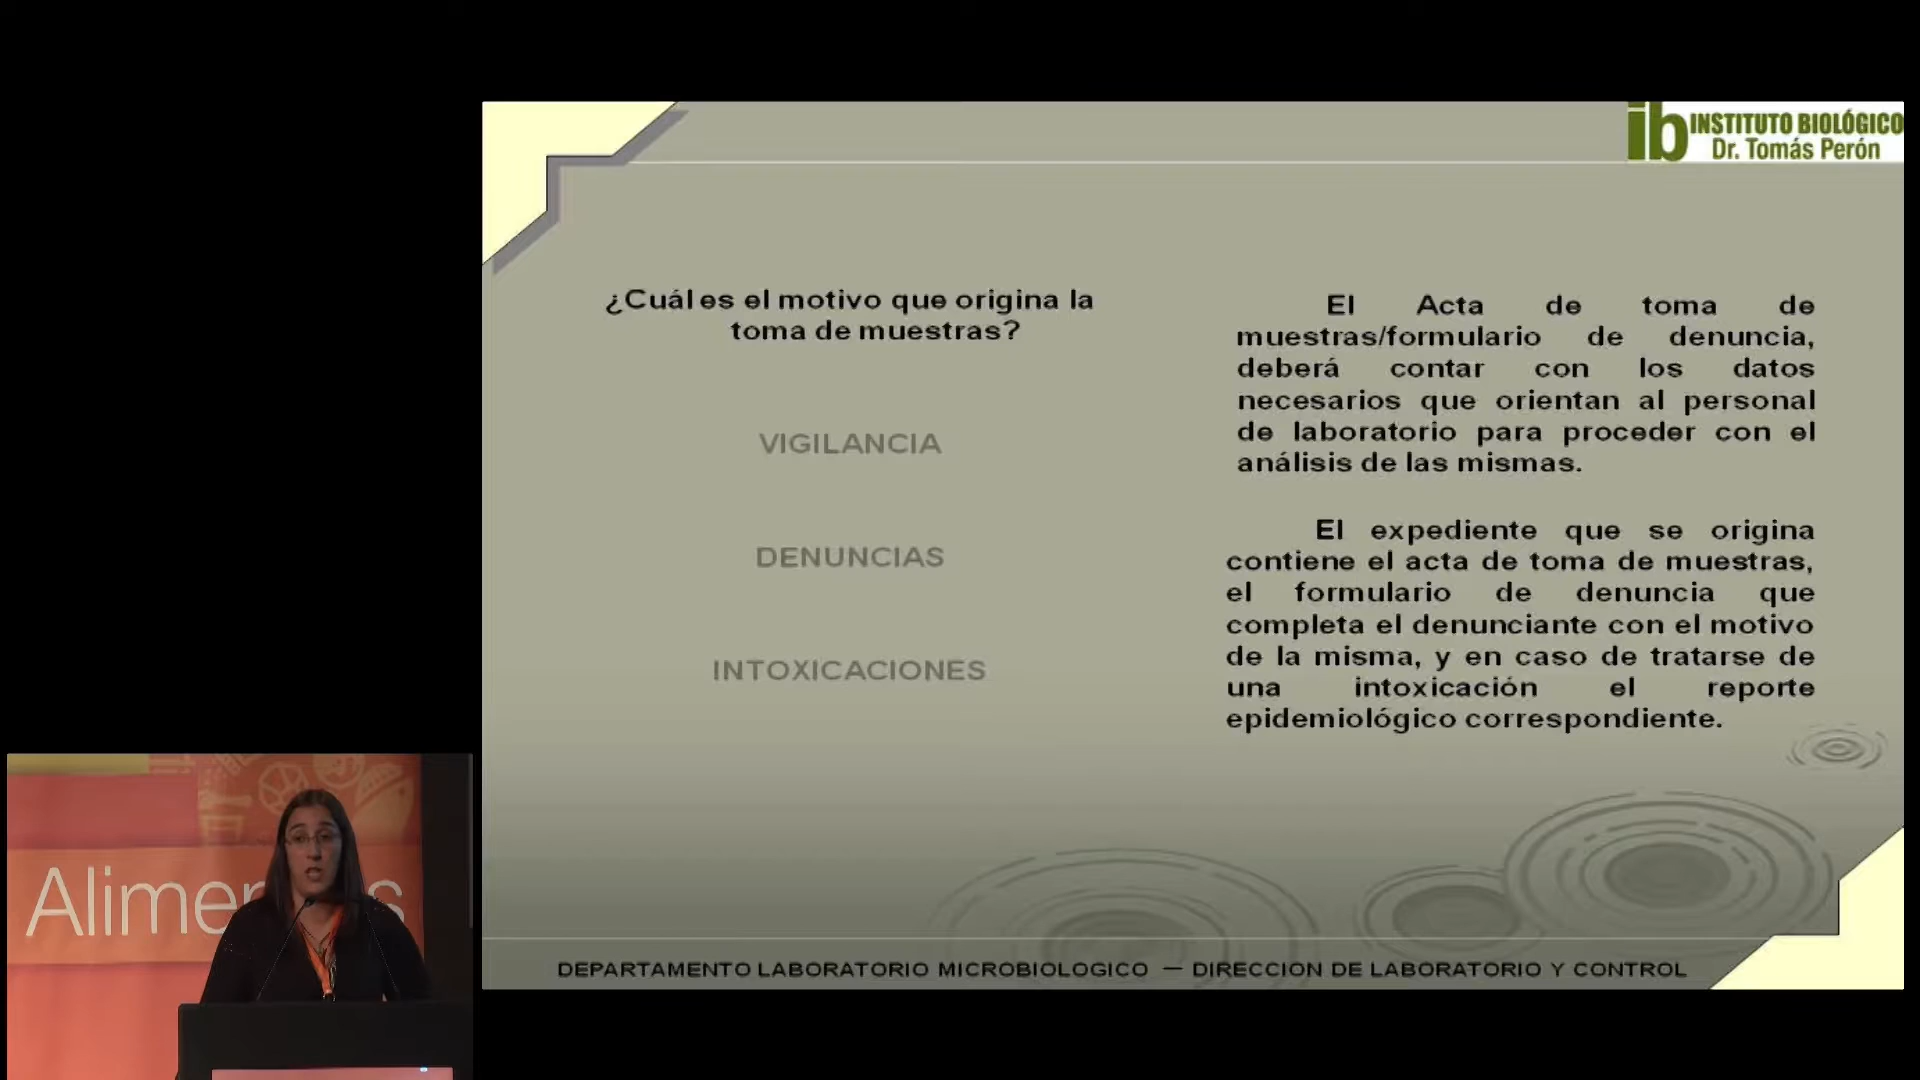 ib INSTITUTO BIOLÓGICO
Dr. Tomás Perón
¿Cuál es el motivo que origina la
toma de muestras?
VIGILANCIA
DENUNCIAS
INTOXICACIONES
El Acta de toma de
muestras/formulario de denuncia,
deberá contar con los datos
necesarios que orientan al personal
de laboratorio para proceder con el
análisis de las mismas.
El expediente que se origina
contiene el acta de toma de muestras,
el formulario de denuncia que
completa el denunciante con el motivo
de la misma, y en caso de tratarse de
una intoxicación el reporte
epidemiológico correspondiente.
DEPARTAMENTO LABORATORIO MICROBIOLOGICO — DIRECCION DE LABORATORIO Y CONTROL